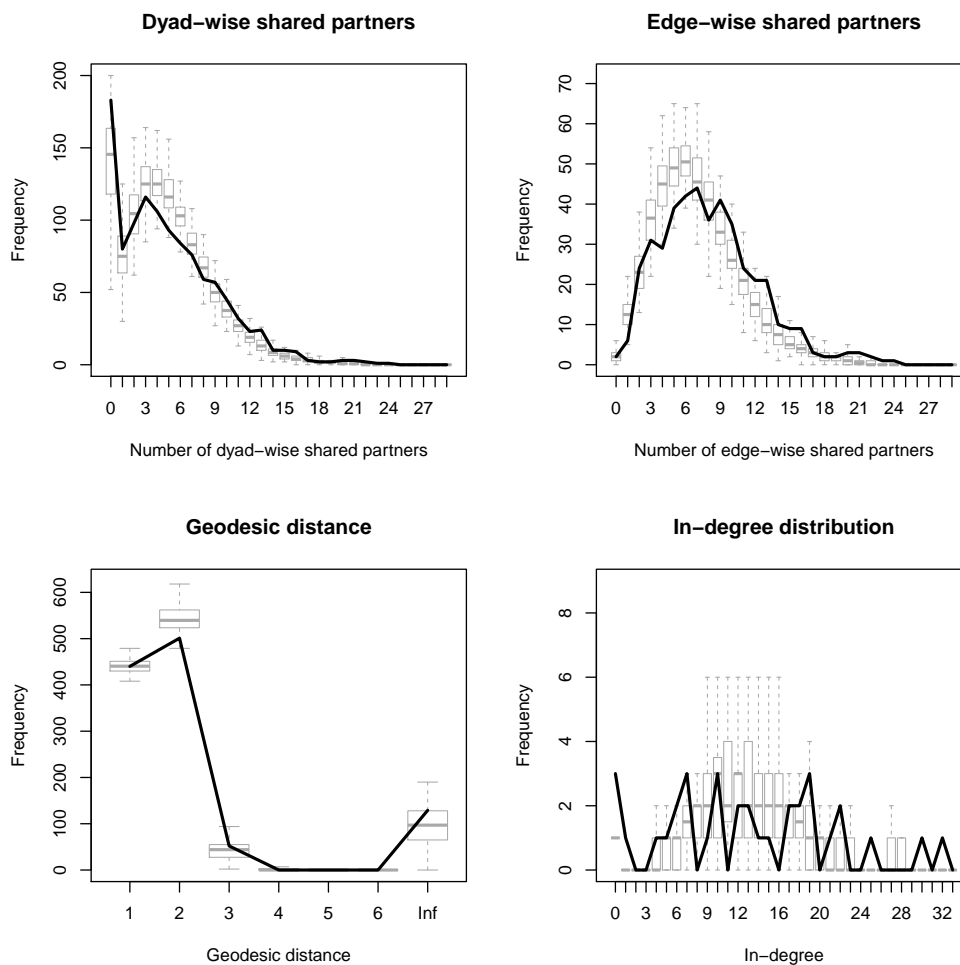 Dyad−wise shared partners
Frequency
0 50 100 150 200
0 3 6 9 12 15 18 21 24 27
Number of dyad−wise shared partners
Edge−wise shared partners
Frequency
0 10 20 30 40 50 60 70
0 3 6 9 12 15 18 21 24 27
Number of edge−wise shared partners
Geodesic distance
Frequency
0 100 200 300 400 500 600
1 2 3 4 5 6 Inf
Geodesic distance
In−degree distribution
Frequency
0 2 4 6 8
0 3 6 9 12 16 20 24 28 32
In−degree